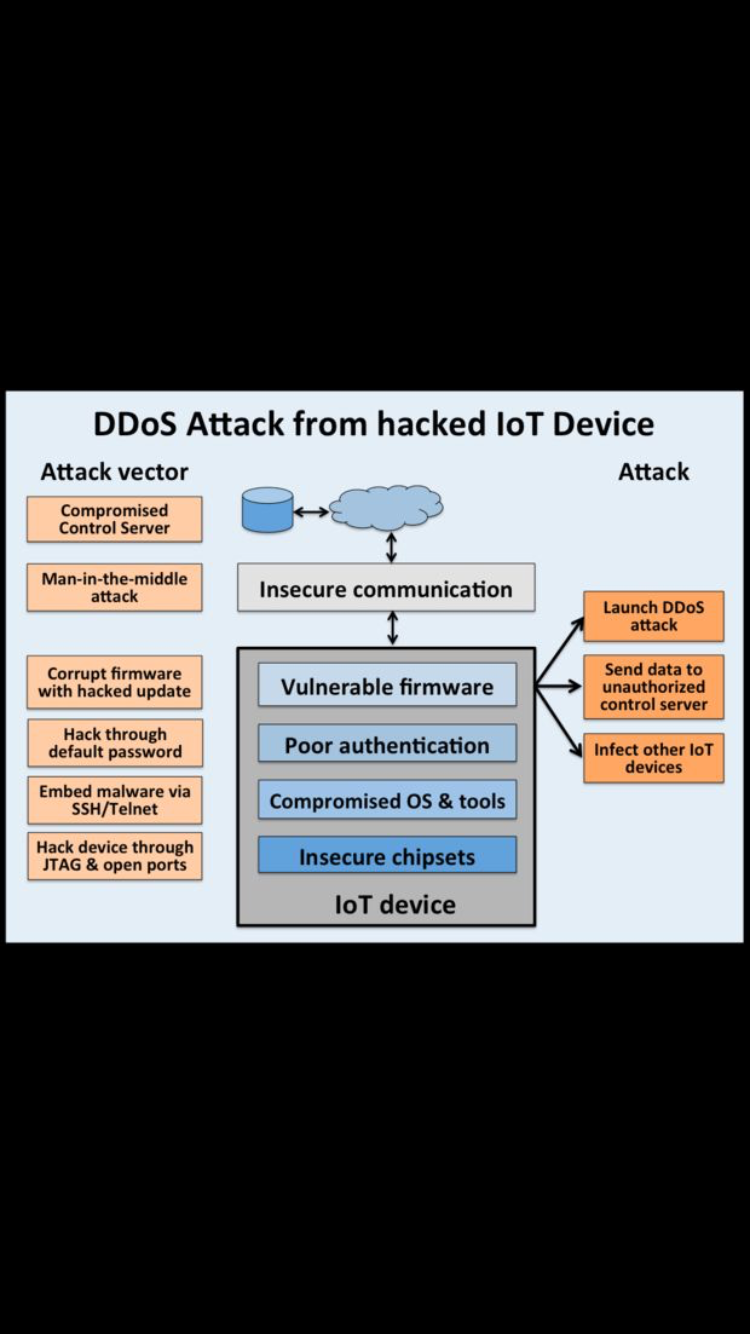 DDoS Attack from hacked IoT Device
Attack vector
Attack
Compromised
Control Server
Man-in-the-middle
attack
Insecure communication
Launch DDoS
attack
Corrupt firmware
with hacked update
Vulnerable firmware
Send data to
unauthorized
control server
Hack through
default password
Poor authentication
Infect other IoT
devices
Embed malware via
SSH/Telnet
Compromised OS & tools
Hack device through
JTAG & open ports
Insecure chipsets
IoT device